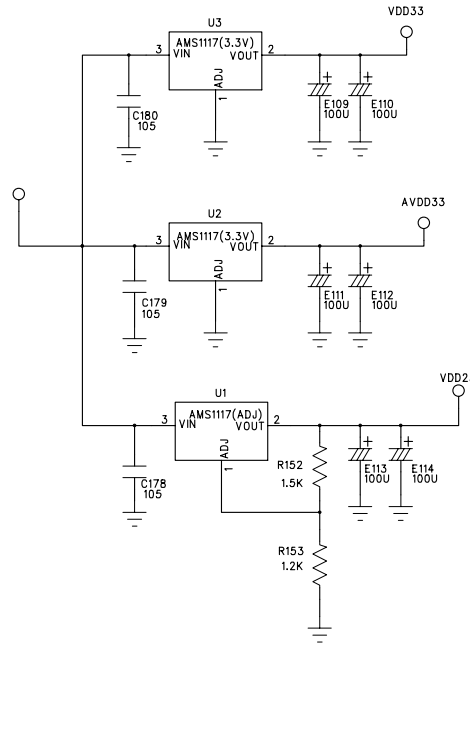 VDD33
U3
AMS1117(3.3V)
3
VIN
VOUT
2
ADJ
1
C180
105
+
E109
100U
+
E110
100U
AVDD33
U2
AMS1117(3.3V)
3
VIN
VOUT
2
ADJ
1
C179
105
+
E111
100U
+
E112
100U
VDD2
U1
AMS1117(ADJ)
3
VIN
VOUT
2
ADJ
1
C178
105
R152
1.5K
+
E113
100U
+
E114
100U
R153
1.2K